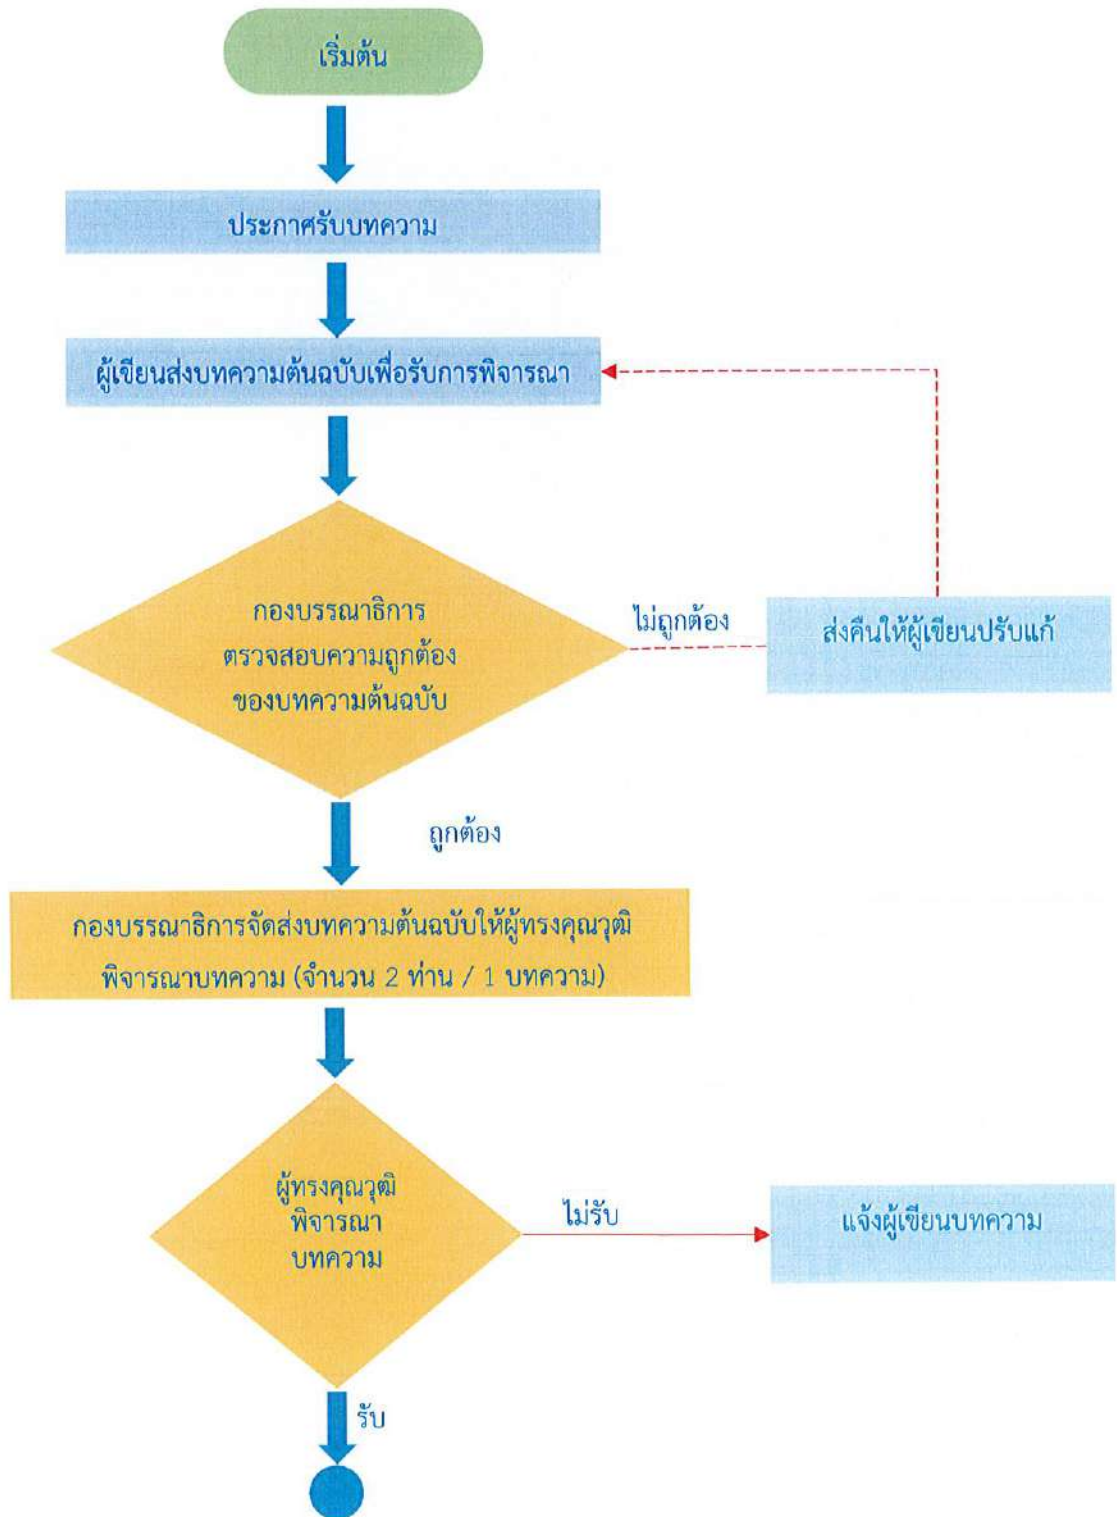 เริ่มต้น
ประกาศรับบทความ
ผู้เขียนส่งบทความต้นฉบับเพื่อรับการพิจารณา
กองบรรณาธิการ
ตรวจสอบความถูกต้อง
ของบทความต้นฉบับ
ไม่ถูกต้อง
ส่งคืนให้ผู้เขียนปรับแก้
ถูกต้อง
กองบรรณาธิการจัดส่งบทความต้นฉบับให้ผู้ทรงคุณวุฒิ
พิจารณาบทความ (จำนวน 2 ท่าน / 1 บทความ)
ผู้ทรงคุณวุฒิ
พิจารณา
บทความ
ไม่รับ
แจ้งผู้เขียนบทความ
รับ